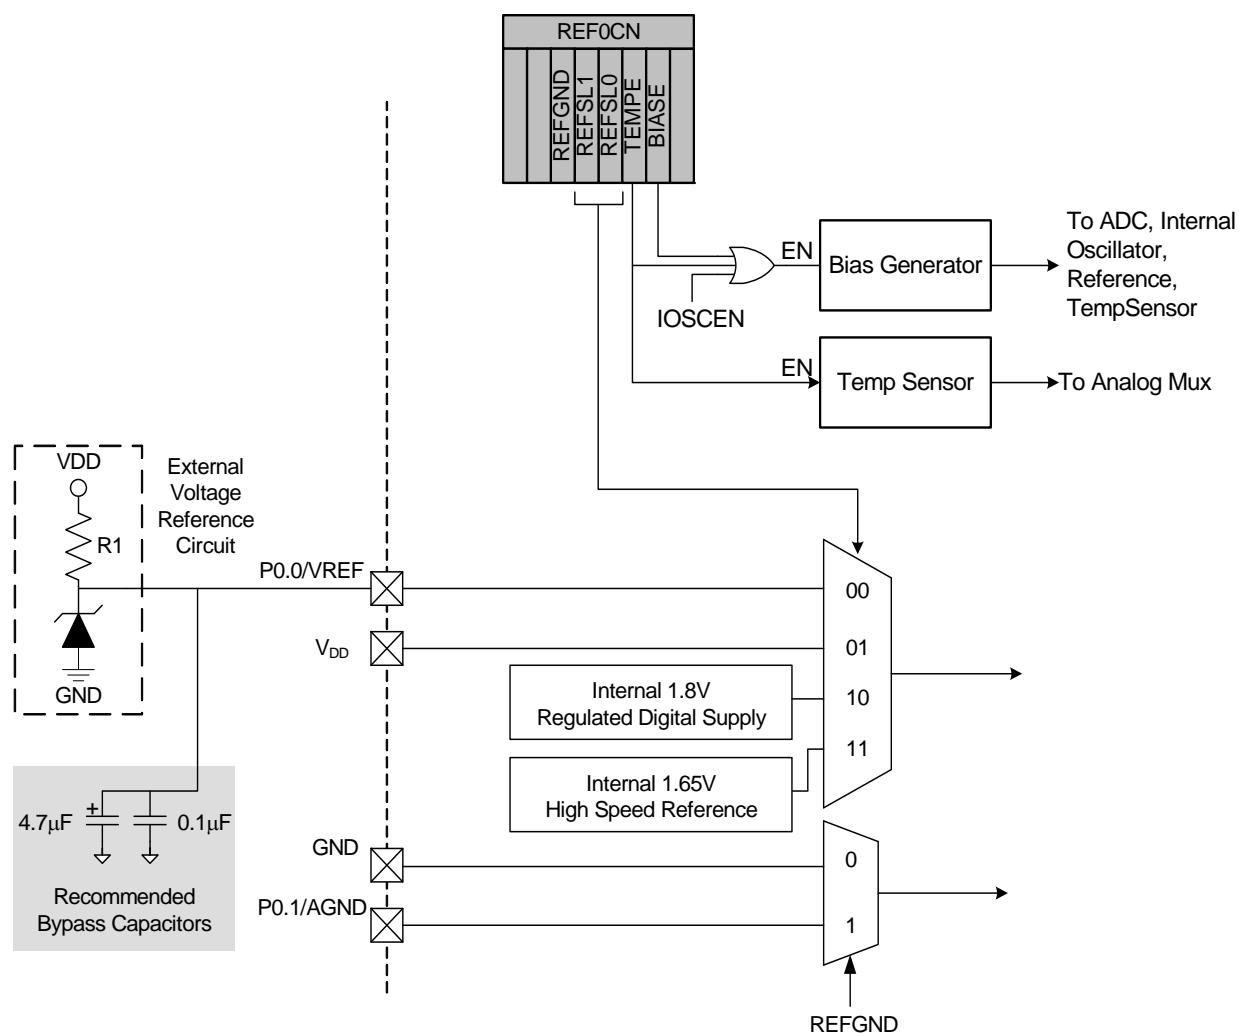 REF0CN
REFGND
REFSL1
REFSL0
TEMPE
BIASE
EN
Bias Generator
To ADC, Internal
Oscillator,
Reference,
TempSensor
IOSCEN
EN
Temp Sensor
To Analog Mux
VDD
R1
GND
External
Voltage
Reference
Circuit
P0.0/VREF
00
VDD
01
Internal 1.8V
Regulated Digital Supply
10
11
Internal 1.65V
High Speed Reference
4.7μF
+
0.1μF
Recommended
Bypass Capacitors
GND
0
P0.1/AGND
1
REFGND